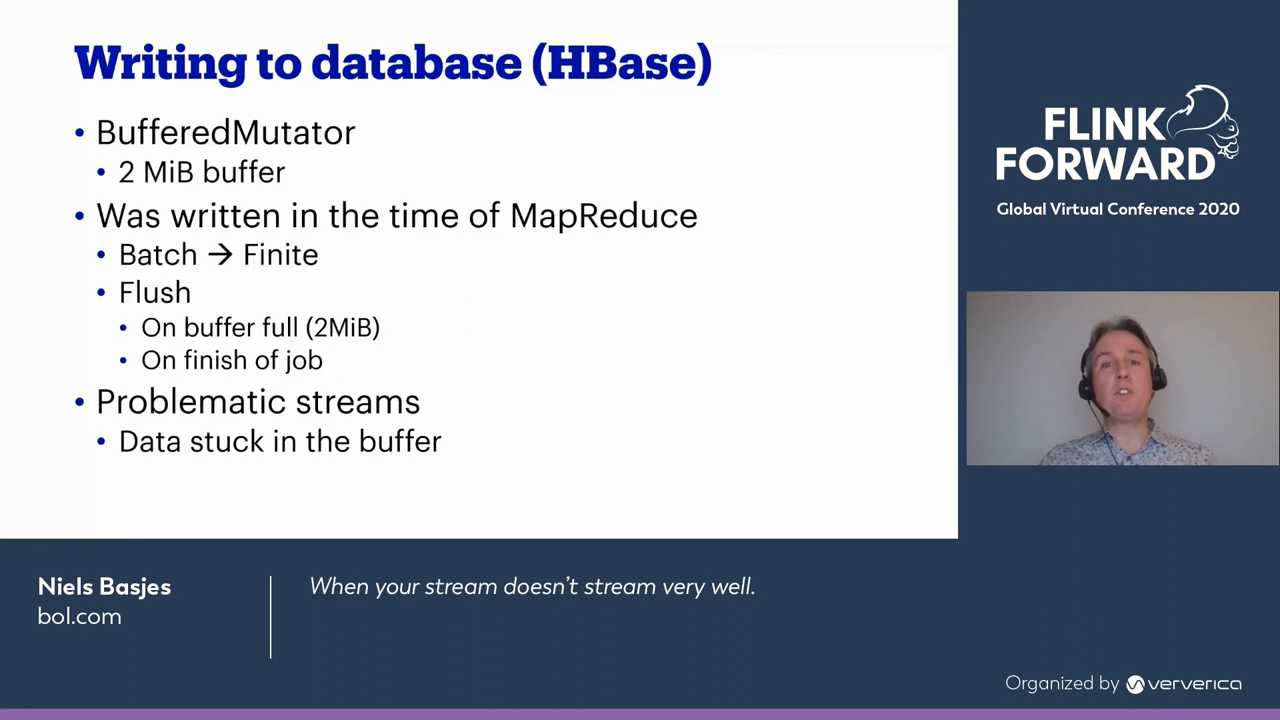 Writing to database (HBase)
• BufferedMutator
• 2 MiB buffer
• Was written in the time of MapReduce
• Batch → Finite
• Flush
• On buffer full (2MiB)
• On finish of job
• Problematic streams
• Data stuck in the buffer
FLINK
FORWARD
Global Virtual Conference 2020
Niels Basjes
bol.com
When your stream doesn't stream very well.
Organized by ververica